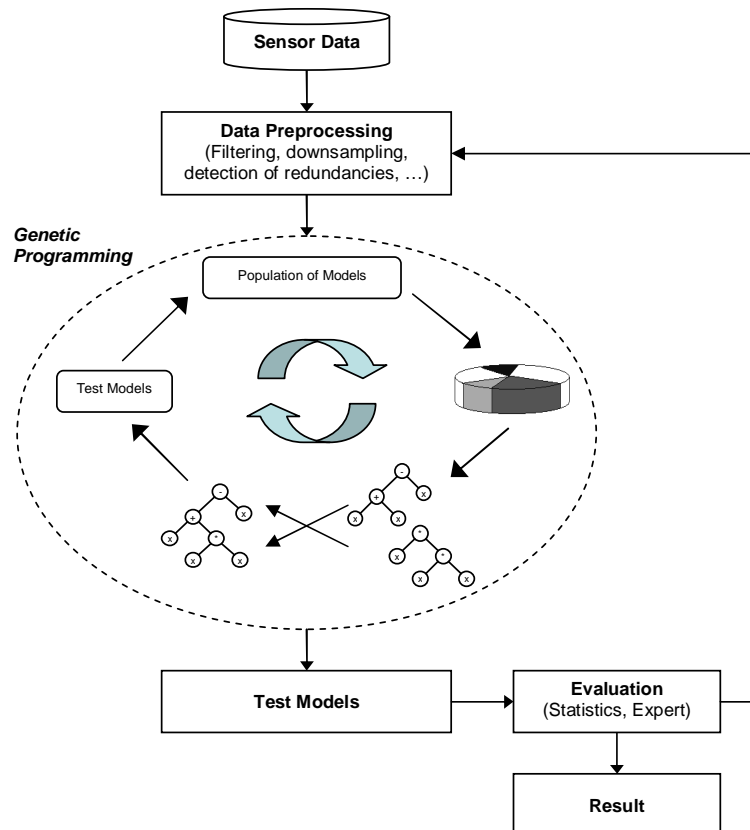 Sensor Data
Data Preprocessing
(Filtering, downsampling,
detection of redundancies, …)
Genetic
Programming
Population of Models
Test Models
-
+
x
x
*
x
x
-
+
x
x
x
*
x
*
x
x
Test Models
Evaluation
(Statistics, Expert)
Result